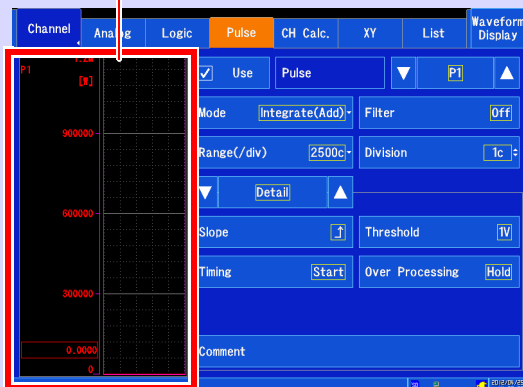 Channel
Analog
Logic
Pulse
CH Calc.
XY
List
Waveform
Display
1.2M
P1
[W]
900000
600000
300000
0.0000
0
Use
Pulse
P1
Mode
Integrate(Add)
Filter
Off
Range(/div)
2500c
Division
1c
Detail
Slope
Threshold
1V
Timing
Start
Over Processing
Hold
Comment